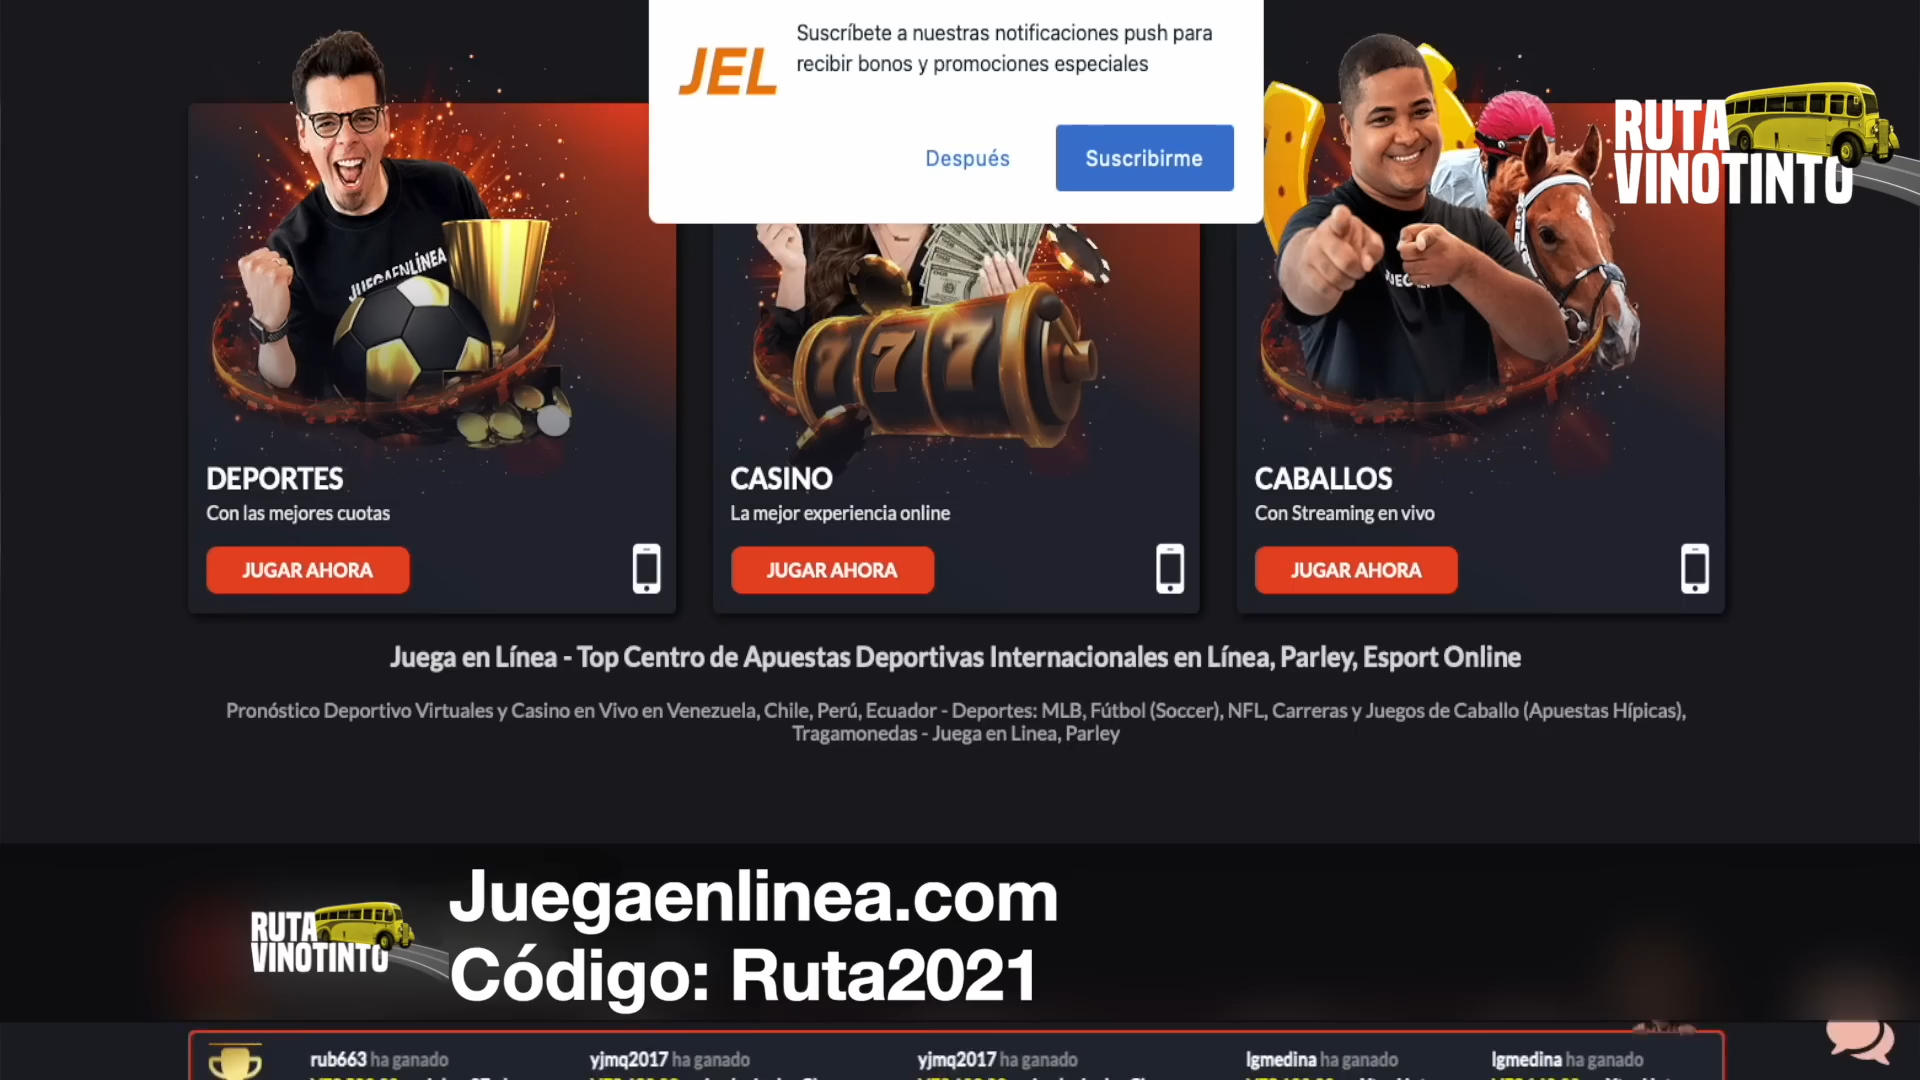 Suscríbete a nuestras notificaciones push para
recibir bonos y promociones especiales
JEL
Después
Suscribirme
RUTA
VINOTINTO
JUEGAENLÍNEA
777
DEPORTES
Con las mejores cuotas
JUGAR AHORA
CASINO
La mejor experiencia online
JUGAR AHORA
CABALLOS
Con Streaming en vivo
JUGAR AHORA
Juega en Línea - Top Centro de Apuestas Deportivas Internacionales en Línea, Parley, Esport Online
Pronóstico Deportivo Virtuales y Casino en Vivo en Venezuela, Chile, Perú, Ecuador - Deportes: MLB, Fútbol (Soccer), NFL, Carreras y Juegos de Caballo (Apuestas Hípicas),
Tragamonedas - Juega en Linea, Parley
RUTA
VINOTINTO
Juegaenlinea.com
Código: Ruta2021
rub663 ha ganado
yjmq2017 ha ganado
yjmq2017 ha ganado
lgmedina ha ganado
lgmedina ha ganado